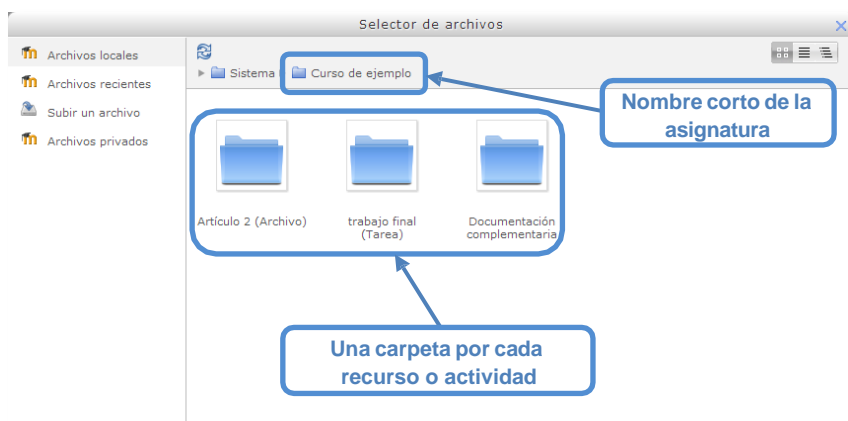 Selector de archivos
Archivos locales
Archivos recientes
Subir un archivo
Archivos privados
Sistema
Curso de ejemplo
Nombre corto de la
asignatura
Artículo 2 (Archivo)
trabajo final
(Tarea)
Documentación
complementaria
Una carpeta por cada
recurso o actividad